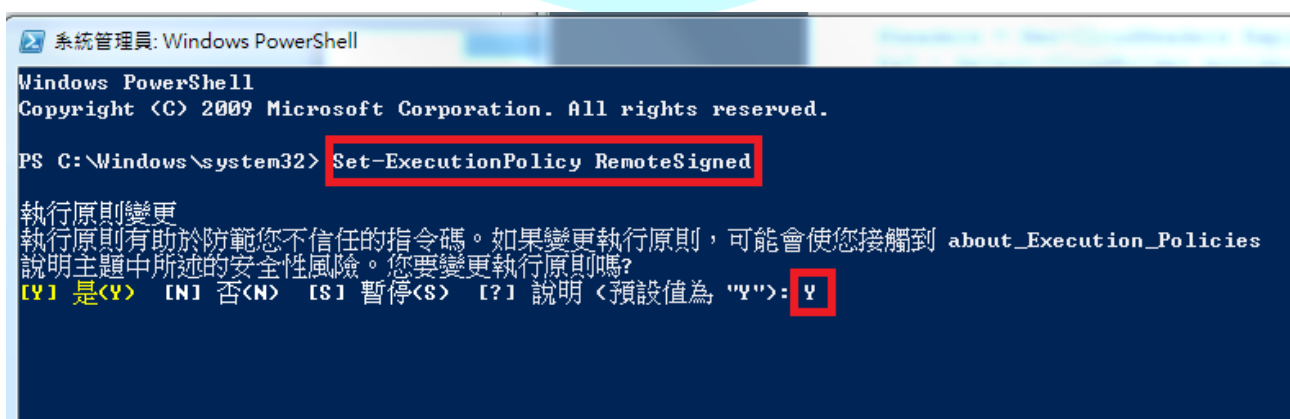 系統管理員: Windows PowerShell
Windows PowerShell
Copyright (C) 2009 Microsoft Corporation. All rights reserved.
PS C:\Windows\system32> Set-ExecutionPolicy RemoteSigned
執行原則變更
執行原則有助於防範您不信任的指令碼。如果變更執行原則，可能會使您接觸到 about_Execution_Policies
說明主題中所述的安全性風險。您要變更執行原則嗎?
[Y] 是(Y)  [N] 否(N)  [S] 暫停(S)  [?] 說明 (預設值為 "Y"): Y